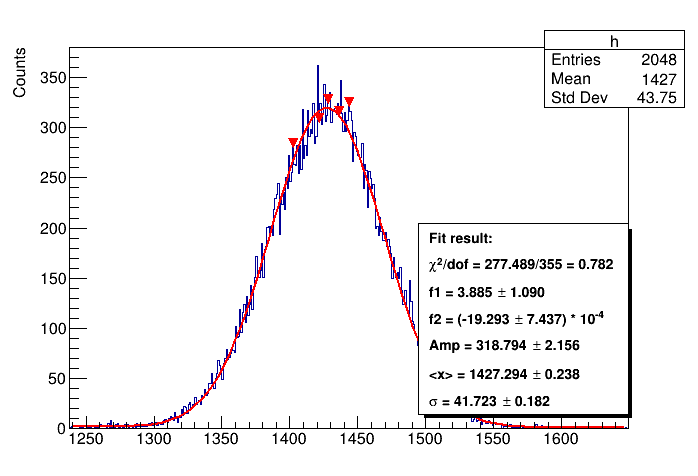 h
Entries 2048
Mean 1427
Std Dev 43.75
Counts
350
300
250
200
150
100
50
0
Fit result:
χ²/dof = 277.489/355 = 0.782
f1 = 3.885 ± 1.090
f2 = (-19.293 ± 7.437) * 10⁻⁴
Amp = 318.794 ± 2.156
<x> = 1427.294 ± 0.238
σ = 41.723 ± 0.182
1250 1300 1350 1400 1450 1500 1550 1600